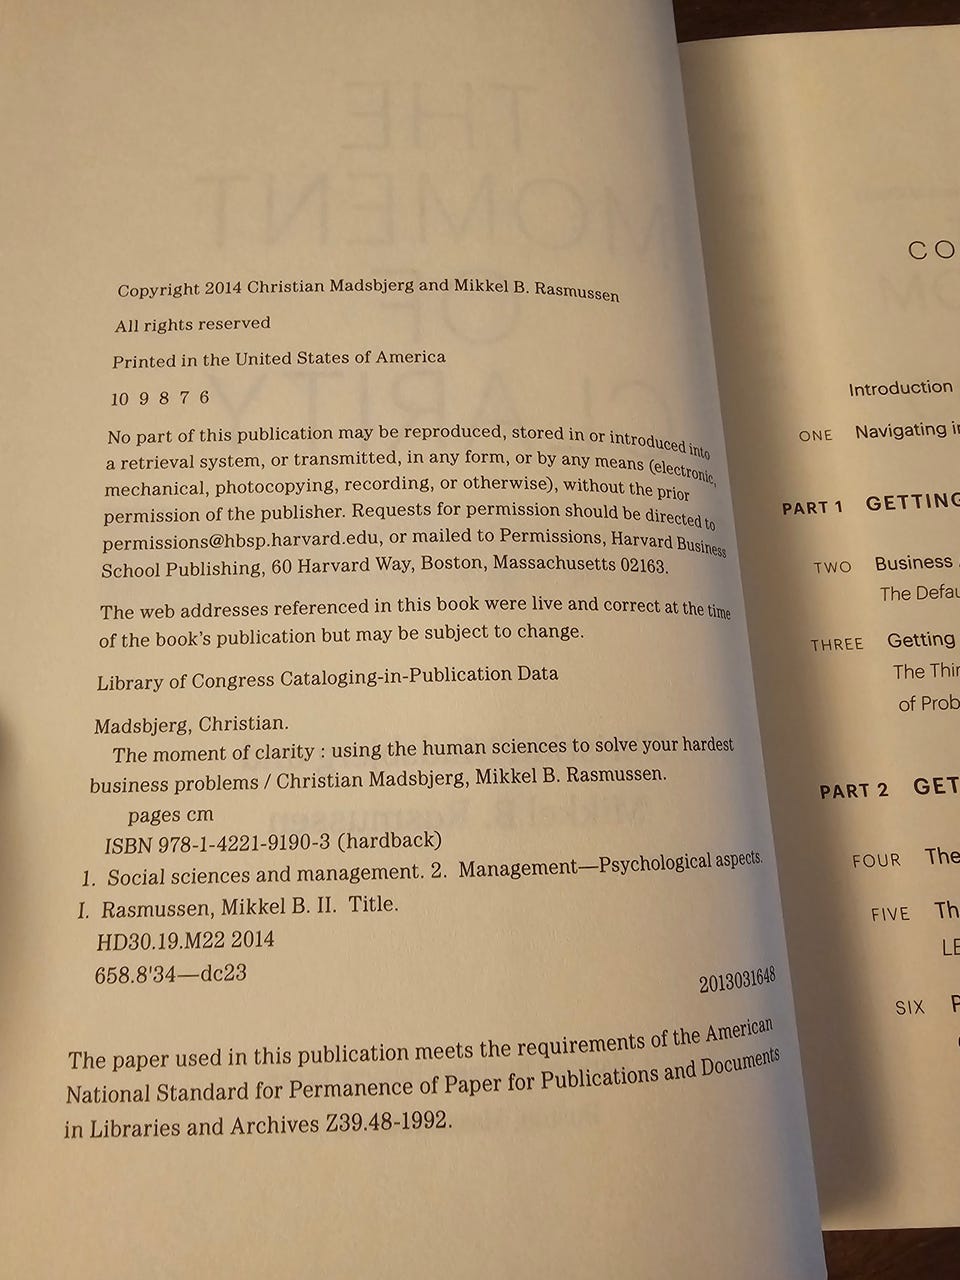 Copyright 2014 Christian Madsbjerg and Mikkel B. Rasmussen
All rights reserved
Printed in the United States of America
10 9 8 7 6
No part of this publication may be reproduced, stored in or introduced into
a retrieval system, or transmitted, in any form, or by any means (electronic,
mechanical, photocopying, recording, or otherwise), without the prior
permission of the publisher. Requests for permission should be directed to
permissions@hbsp.harvard.edu, or mailed to Permissions, Harvard Business
School Publishing, 60 Harvard Way, Boston, Massachusetts 02163.
The web addresses referenced in this book were live and correct at the time
of the book's publication but may be subject to change.
Library of Congress Cataloging-in-Publication Data
Madsbjerg, Christian.
The moment of clarity : using the human sciences to solve your hardest
business problems / Christian Madsbjerg, Mikkel B. Rasmussen.
pages cm
ISBN 978-1-4221-9190-3 (hardback)
1. Social sciences and management. 2. Management—Psychological aspects.
I. Rasmussen, Mikkel B. II. Title.
HD30.19.M22 2014
658.8'34—dc23
2013031648
The paper used in this publication meets the requirements of the American
National Standard for Permanence of Paper for Publications and Documents
in Libraries and Archives Z39.48-1992.
CO
Introduction
ONE Navigating
PART 1 GETTING
TWO Business
The
THREE Getting
The
of
PART 2 GET
FOUR The
FIVE
SIX